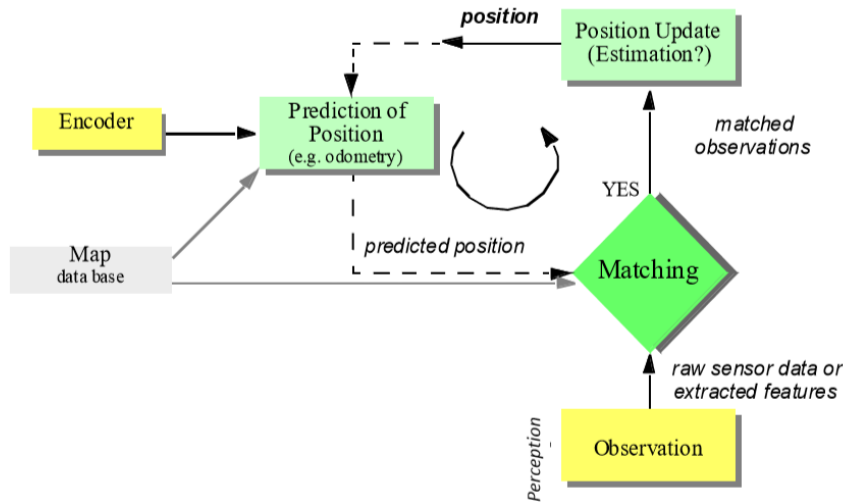 position
Position Update
(Estimation?)
Encoder
Prediction of
Position
(e.g. odometry)
matched
observations
YES
predicted position
Map
data base
Matching
raw sensor data or
extracted features
Perception
Observation